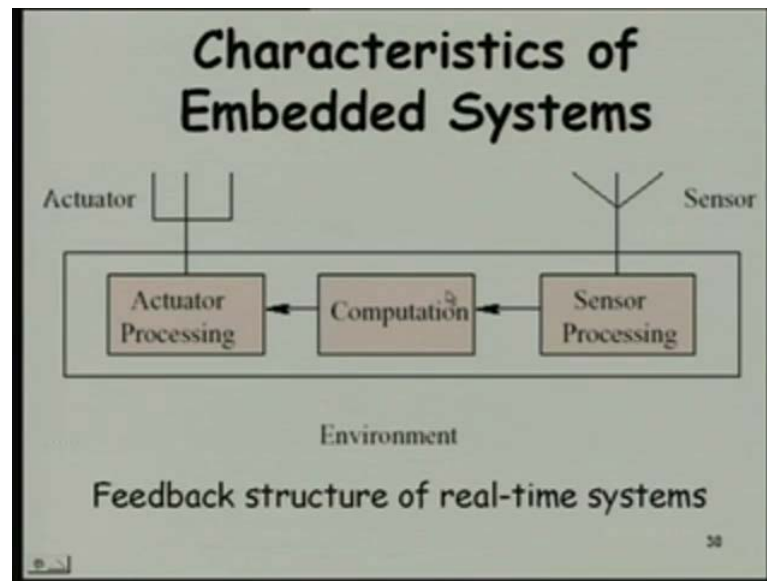 Characteristics of
Embedded Systems
Actuator
Sensor
Actuator
Processing
Computation
Sensor
Processing
Environment
Feedback structure of real-time systems
30